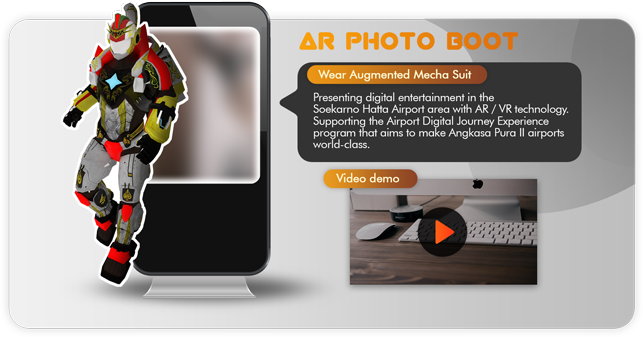 AR PHOTO BOOT
Wear Augmented Mecha Suit
Presenting digital entertainment in the
Soekarno Hatta Airport area with AR / VR technology.
Supporting the Airport Digital Journey Experience
program that aims to make Angkasa Pura II airports
world-class.
Video demo